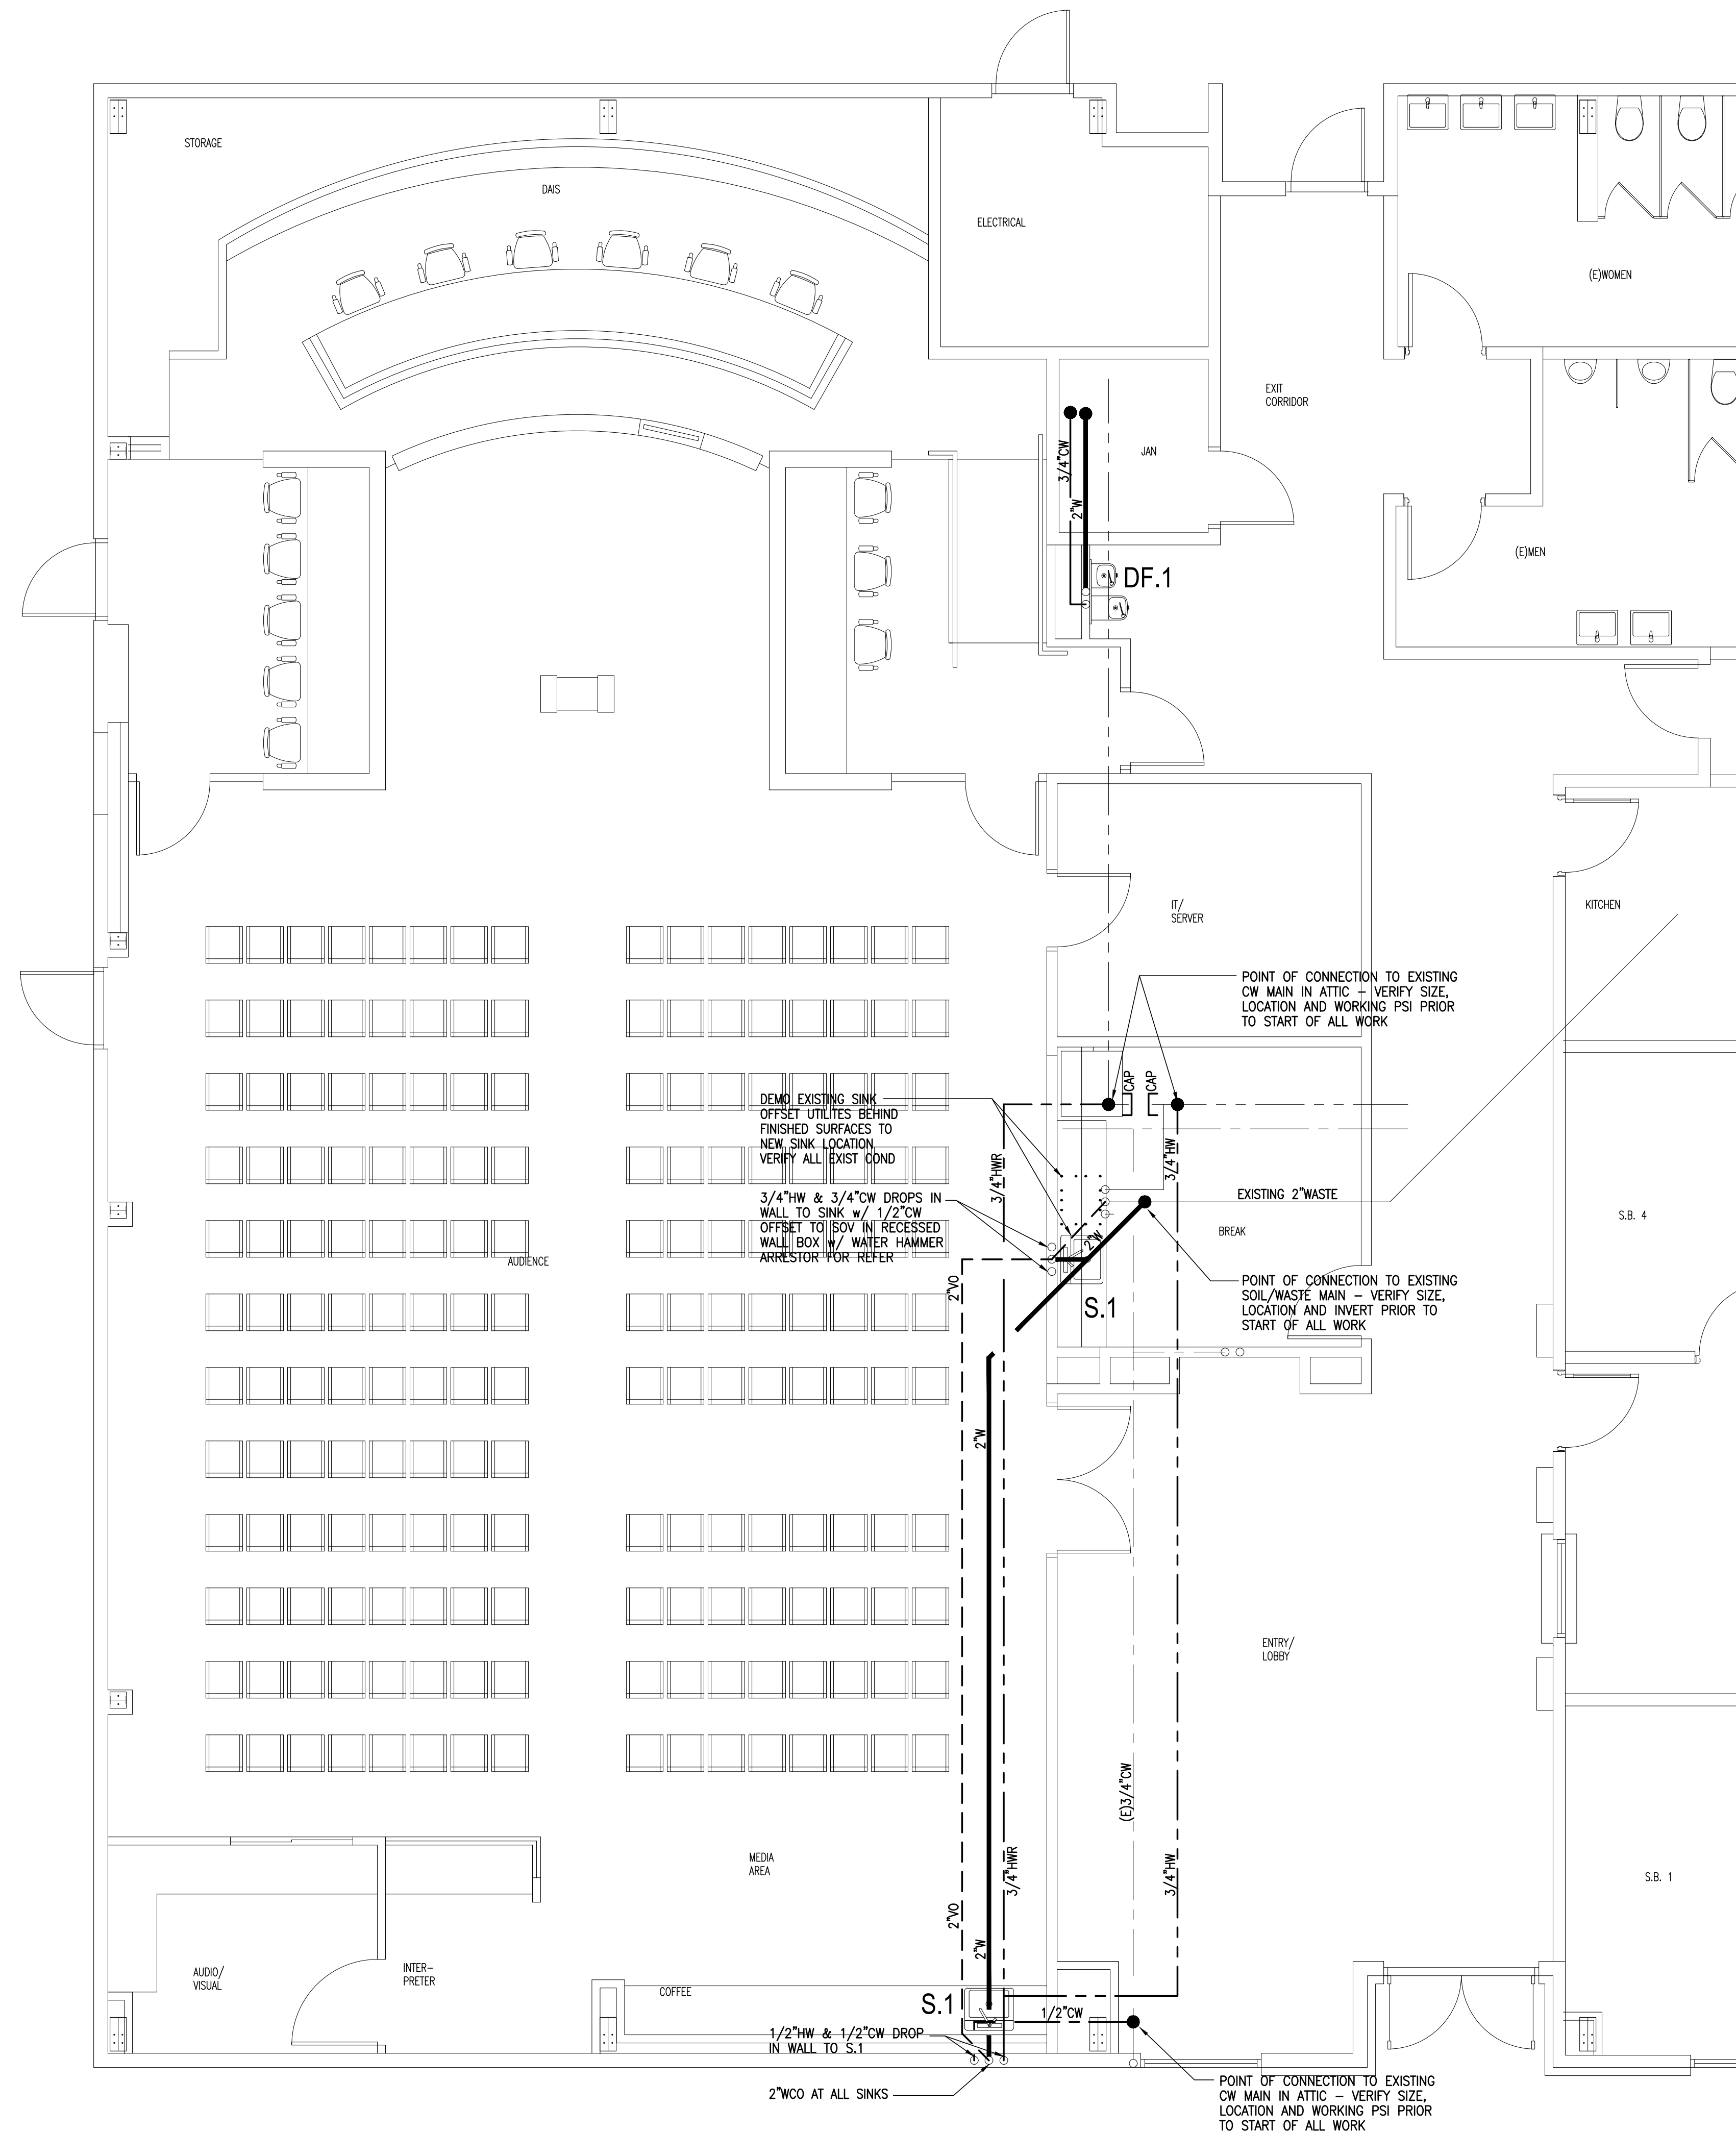 STORAGE
DAIS
ELECTRICAL
(E)WOMEN
EXIT
CORRIDOR
3/4"CW
JAN
2"W
(E)MEN
DF.1
IT/
SERVER
KITCHEN
POINT OF CONNECTION TO EXISTING
CW MAIN IN ATTIC – VERIFY SIZE,
LOCATION AND WORKING PSI PRIOR
TO START OF ALL WORK
CAP
CAP
DEMO EXISTING SINK
OFFSET UTILITES BEHIND
FINISHED SURFACES TO
NEW SINK LOCATION
VERIFY ALL EXIST COND
3/4"HWR
3/4"HW
3/4"HW & 3/4"CW DROPS IN
WALL TO SINK w/ 1/2"CW
OFFSET TO SOV IN RECESSED
WALL BOX w/ WATER HAMMER
ARRESTOR FOR REFER
EXISTING 2"WASTE
S.B. 4
BREAK
AUDIENCE
2"W
2"VO
S.1
POINT OF CONNECTION TO EXISTING
SOIL/WASTE MAIN – VERIFY SIZE,
LOCATION AND INVERT PRIOR TO
START OF ALL WORK
2"W
ENTRY/
LOBBY
(E)3/4"CW
MEDIA
AREA
3/4"HWR
3/4"HW
S.B. 1
2"VO
2"W
AUDIO/
VISUAL
INTER–
PRETER
COFFEE
S.1
1/2"CW
1/2"HW & 1/2"CW DROP
IN WALL TO S.1
2"WCO AT ALL SINKS
POINT OF CONNECTION TO EXISTING
CW MAIN IN ATTIC – VERIFY SIZE,
LOCATION AND WORKING PSI PRIOR
TO START OF ALL WORK